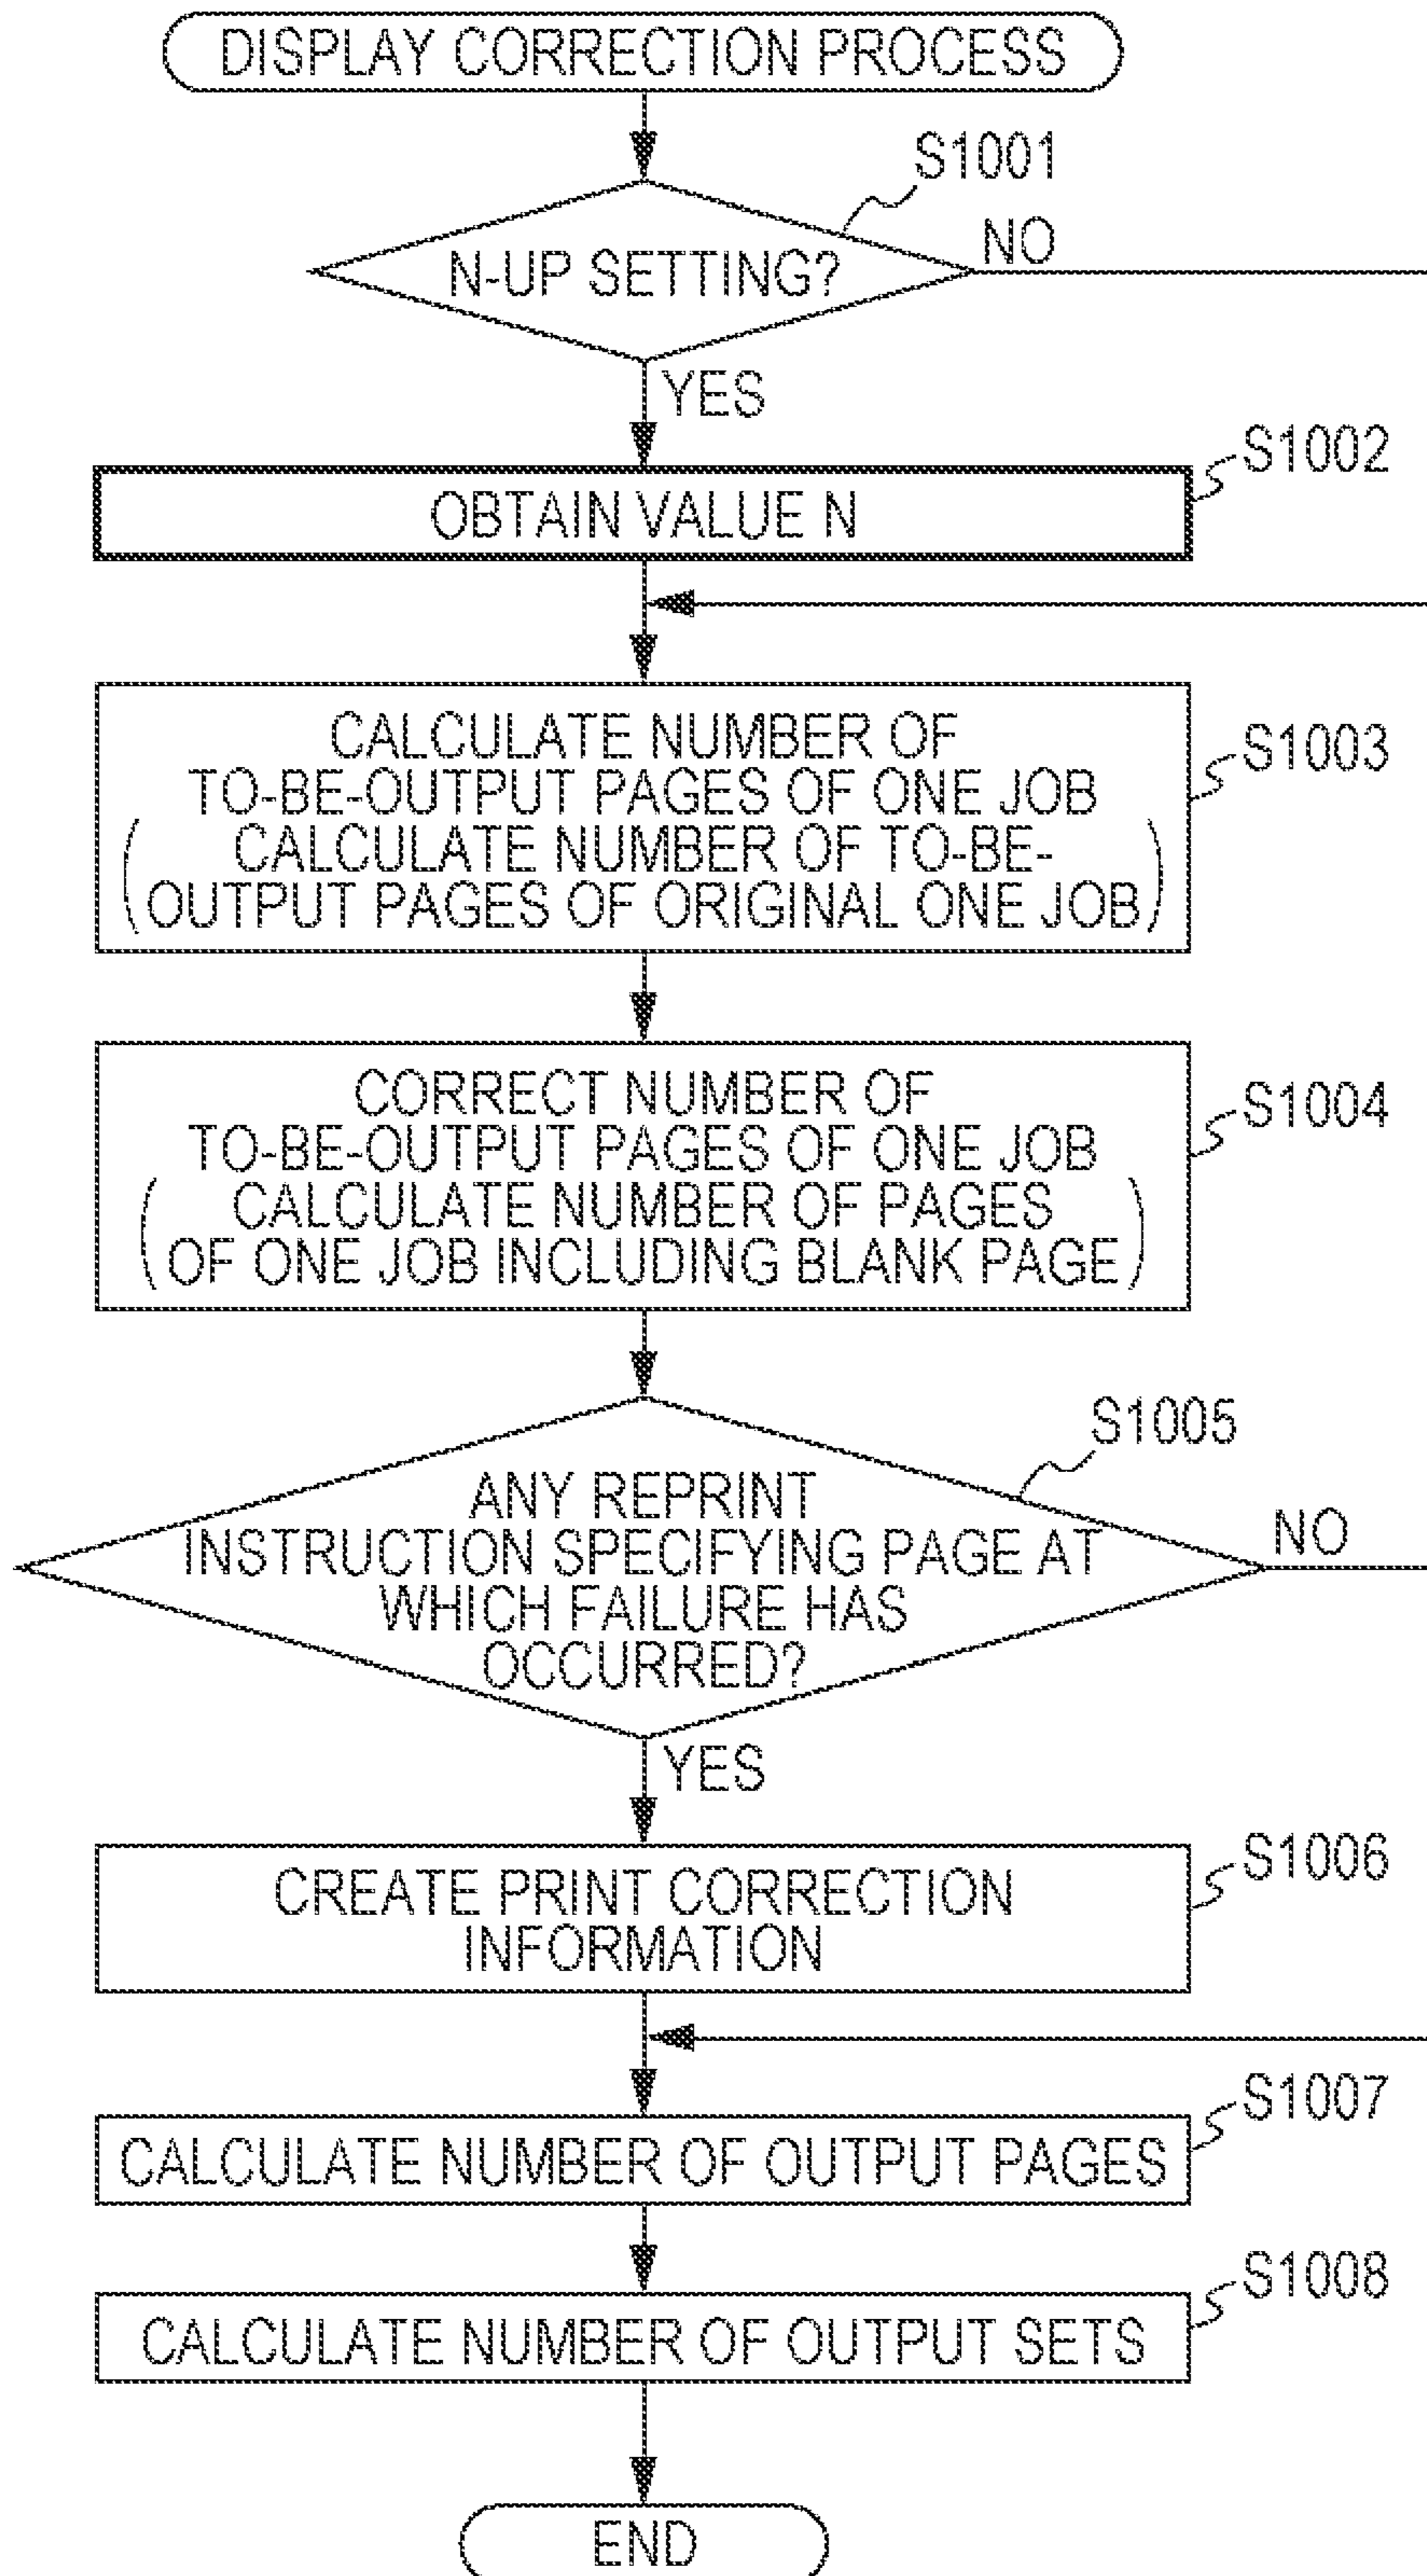 DISPLAY CORRECTION PROCESS
S1001
N-UP SETTING?
NO
YES
S1002
OBTAIN VALUE N
CALCULATE NUMBER OF
S1003
TO-BE-OUTPUT PAGES OF ONE JOB
(CALCULATE NUMBER OF TO-BE-
OUTPUT PAGES OF ORIGINAL ONE JOB)
CORRECT NUMBER OF
S1004
TO-BE-OUTPUT PAGES OF ONE JOB
(CALCULATE NUMBER OF PAGES
OF ONE JOB INCLUDING BLANK PAGE)
S1005
ANY REPRINT
INSTRUCTION SPECIFYING PAGE AT
WHICH FAILURE HAS
OCCURRED?
NO
YES
S1006
CREATE PRINT CORRECTION
INFORMATION
S1007
CALCULATE NUMBER OF OUTPUT PAGES
S1008
CALCULATE NUMBER OF OUTPUT SETS
END